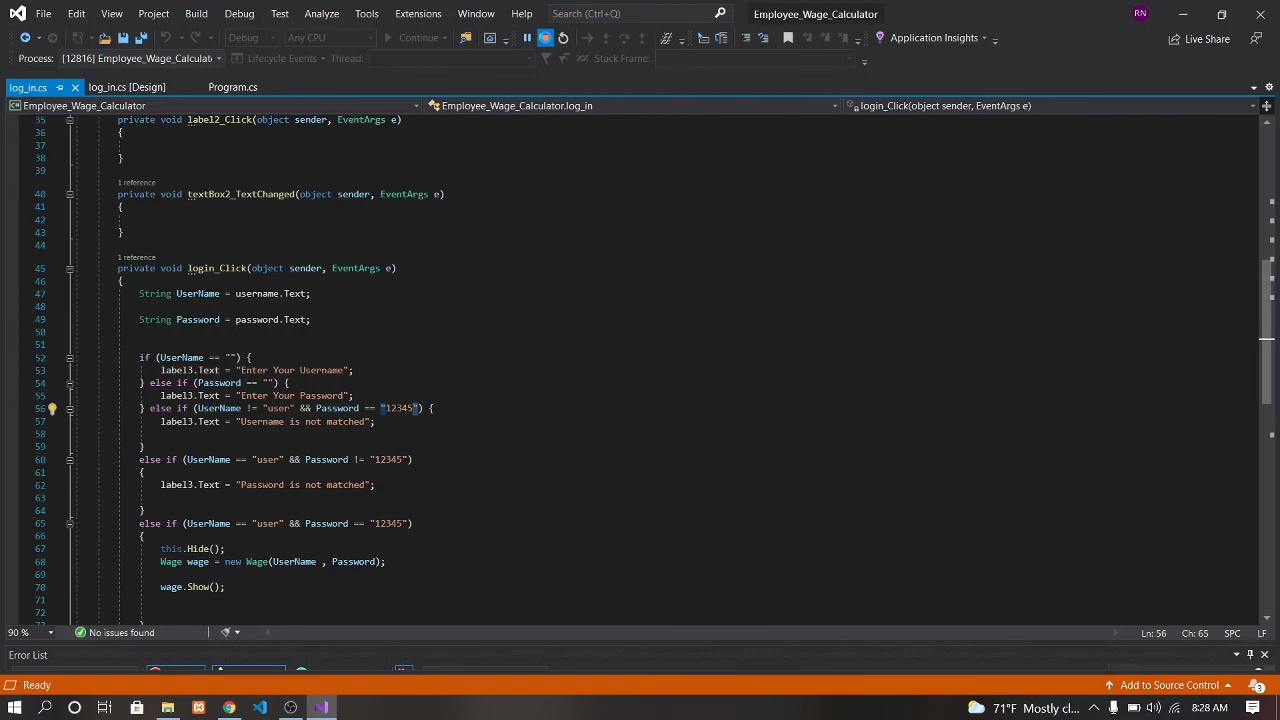 File Edit View Git Project Build Debug Test Analyze Tools Extensions Window Help Search (Ctrl+Q) Employee_Wage_Calculator RN
Debug Any CPU Continue Application Insights Live Share
Process: [12816] Employee_Wage_Calculat Lifecycle Events Thread: Stack Frame:
log_in.cs log_in.cs [Design] Program.cs
Employee_Wage_Calculator Employee_Wage_Calculator.log_in login_Click(object sender, EventArgs e)
35 private void label2_Click(object sender, EventArgs e)
36 {
37
38 }
39
1 reference
40 private void textBox2_TextChanged(object sender, EventArgs e)
41 {
42
43 }
44
1 reference
45 private void login_Click(object sender, EventArgs e)
46 {
47 String UserName = username.Text;
48
49 String Password = password.Text;
50
51
52 if (UserName == "") {
53 label3.Text = "Enter Your Username";
54 } else if (Password == "") {
55 label3.Text = "Enter Your Password";
56 } else if (UserName != "user" && Password == "12345") {
57 label3.Text = "Username is not matched";
58
59 }
60 else if (UserName == "user" && Password != "12345")
61 {
62 label3.Text = "Password is not matched";
63
64 }
65 else if (UserName == "user" && Password == "12345")
66 {
67 this.Hide();
68 Wage wage = new Wage(UserName , Password);
69
70 wage.Show();
71
72
90 % No issues found Ln: 56 Ch: 65 SPC LF
Error List
Ready Add to Source Control 3
71°F Mostly cl... 8:28 AM